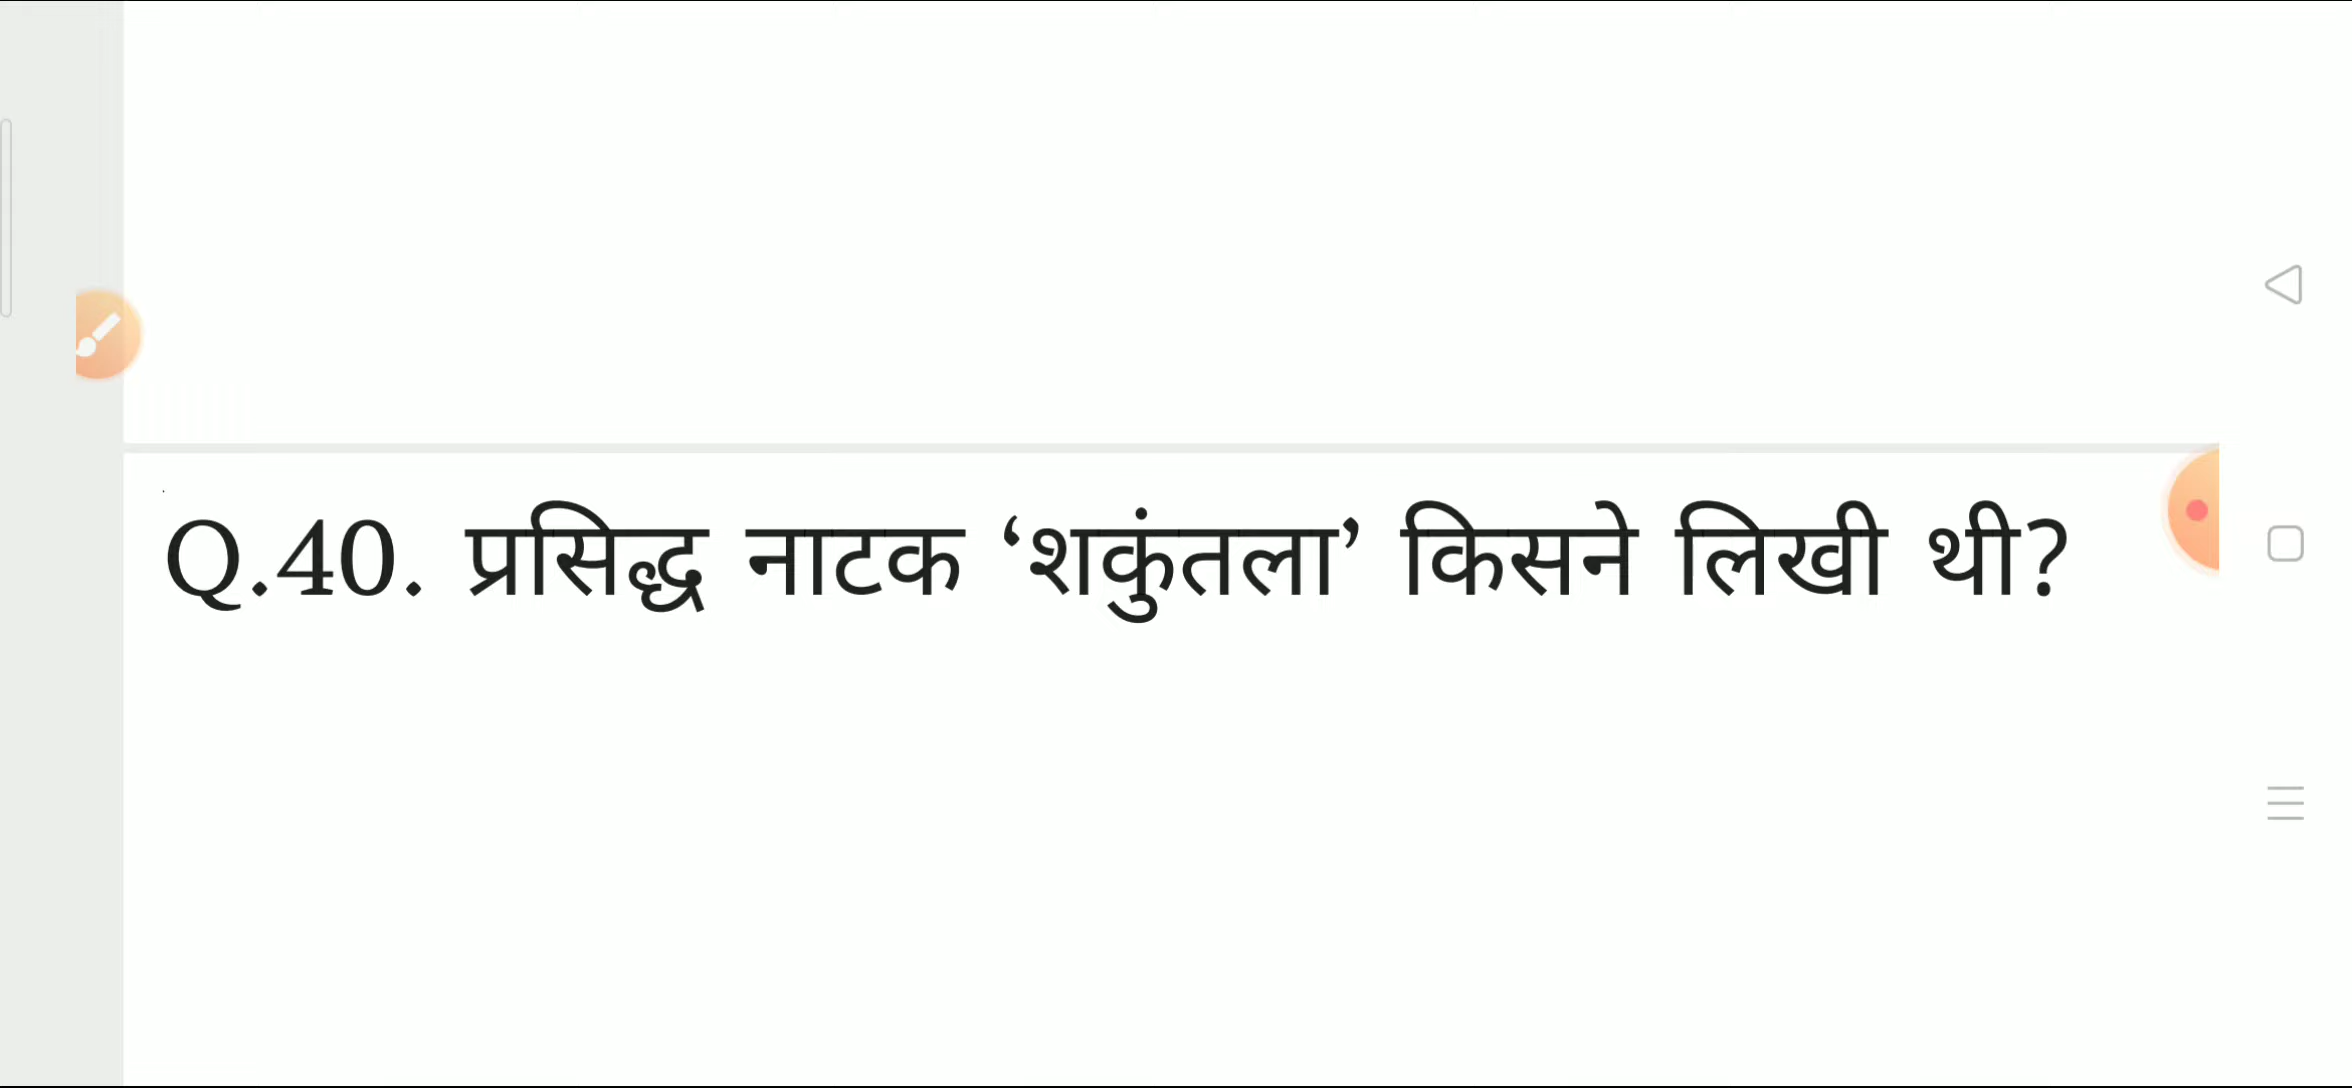 Q.40. प्रसिद्ध नाटक ‘शकुंतला’ किसने लिखी थी?